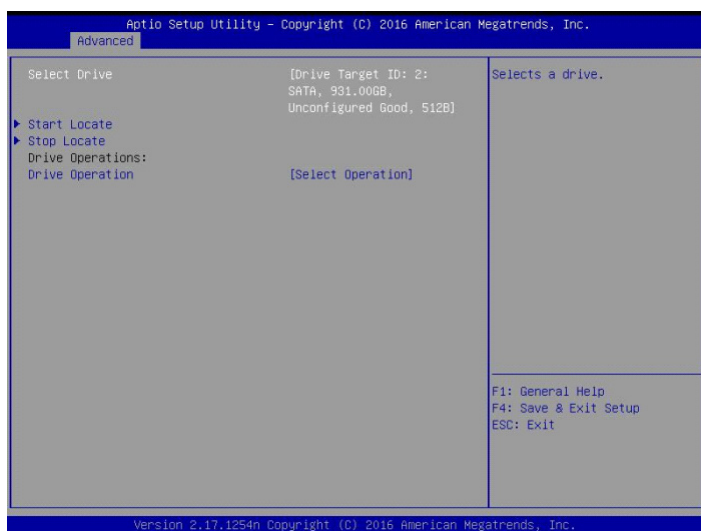 Aptio Setup Utility – Copyright (C) 2016 American Megatrends, Inc.
Advanced
Select Drive [Drive Target ID: 2: SATA, 931.00GB, Unconfigured Good, 512B]
Start Locate
Stop Locate
Drive Operations:
Drive Operation [Select Operation]
Selects a drive.
F1: General Help
F4: Save & Exit Setup
ESC: Exit
Version 2.17.1254n Copyright (C) 2016 American Megatrends, Inc.